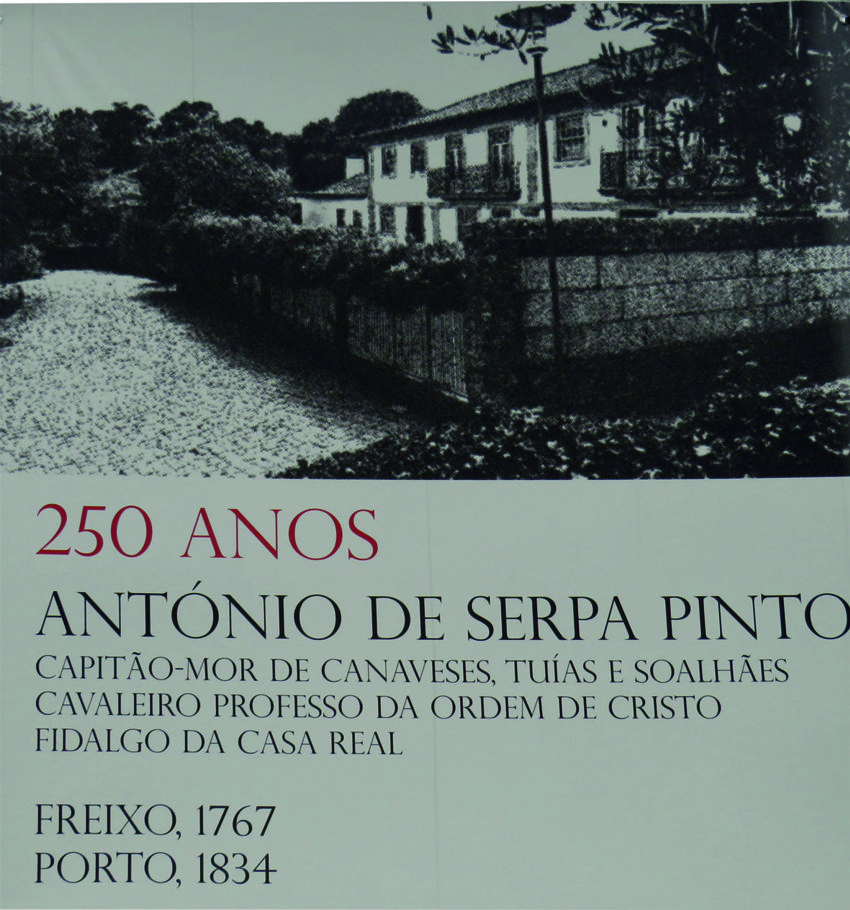 250 ANOS
ANTÓNIO DE SERPA PINTO
CAPITÃO-MOR DE CANAVESES, TUÍAS E SOALHÃES
CAVALEIRO PROFESSO DA ORDEM DE CRISTO
FIDALGO DA CASA REAL
FREIXO, 1767
PORTO, 1834